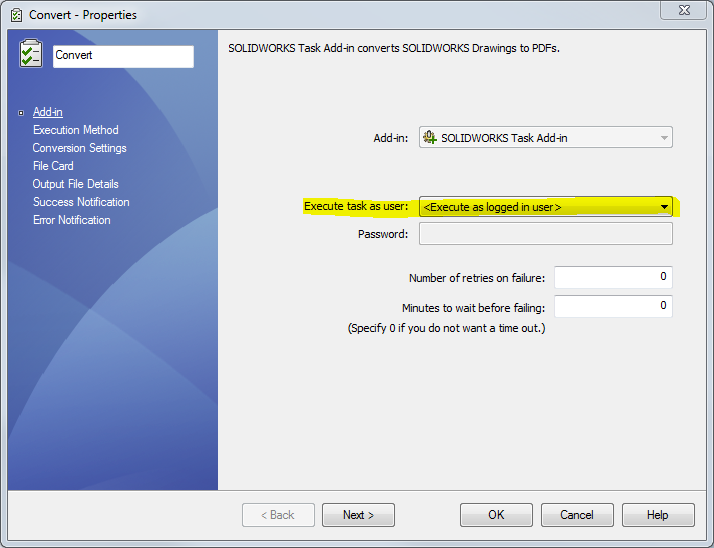 Convert - Properties
Convert
SOLIDWORKS Task Add-in converts SOLIDWORKS Drawings to PDFs.
Add-in
Execution Method
Conversion Settings
File Card
Output File Details
Success Notification
Error Notification
Add-in: SOLIDWORKS Task Add-in
Execute task as user: <Execute as logged in user>
Password:
Number of retries on failure: 0
Minutes to wait before failing: 0
(Specify 0 if you do not want a time out.)
< Back Next > OK Cancel Help